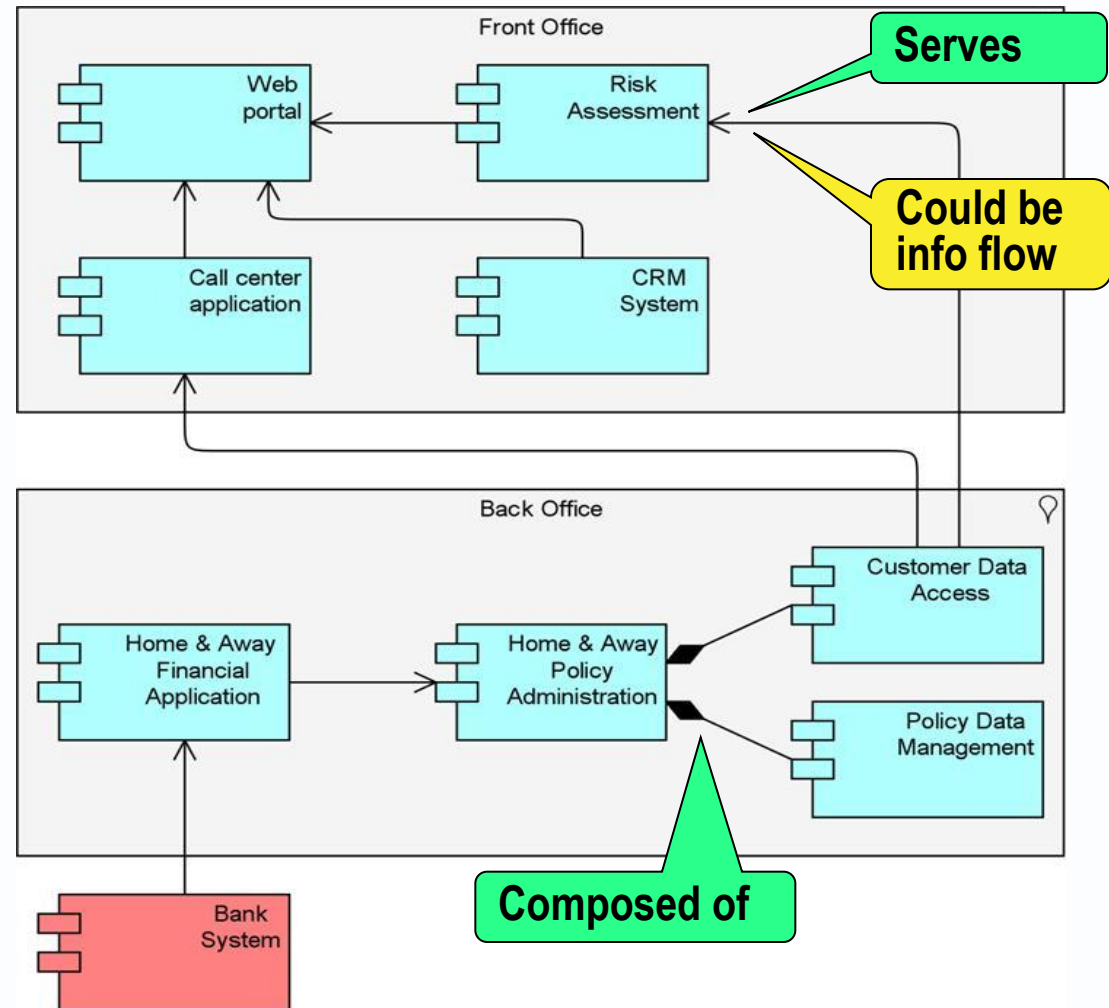 Front Office
Serves
Web
portal
Risk
Assessment
Could be
info flow
Call center
application
CRM
System
Back Office
Customer Data
Access
Home & Away
Financial
Application
Home & Away
Policy
Administration
Policy Data
Management
Composed of
Bank
System